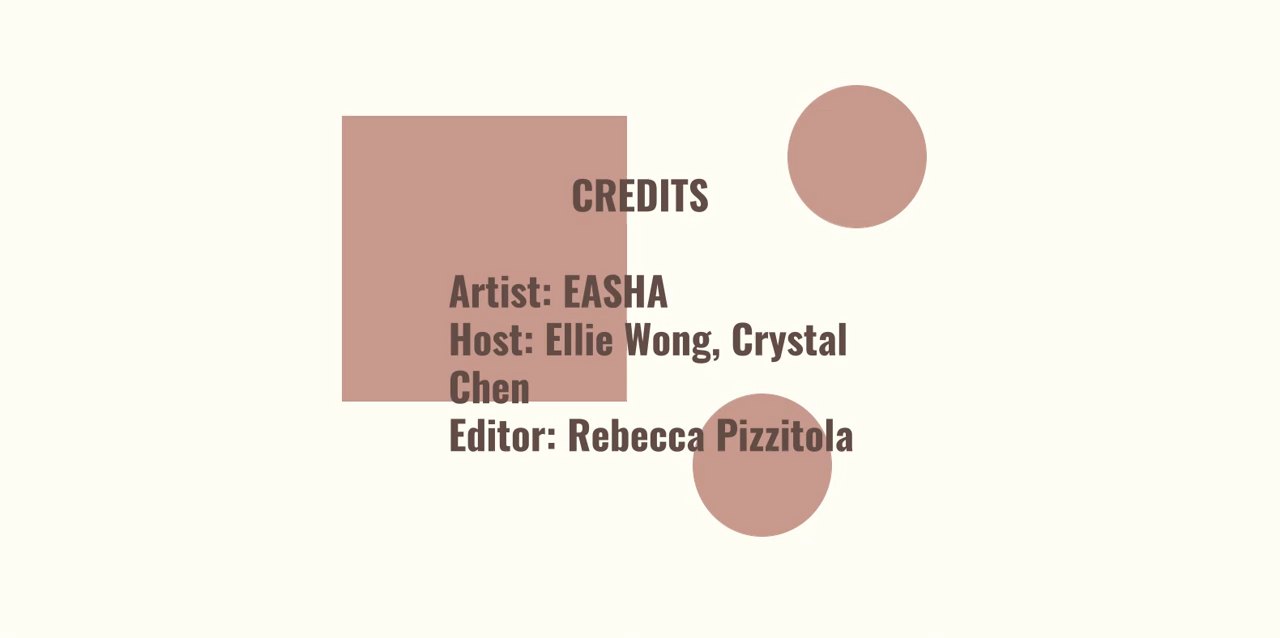 CREDITS
Artist: EASHA
Host: Ellie Wong, Crystal
Chen
Editor: Rebecca Pizzitola